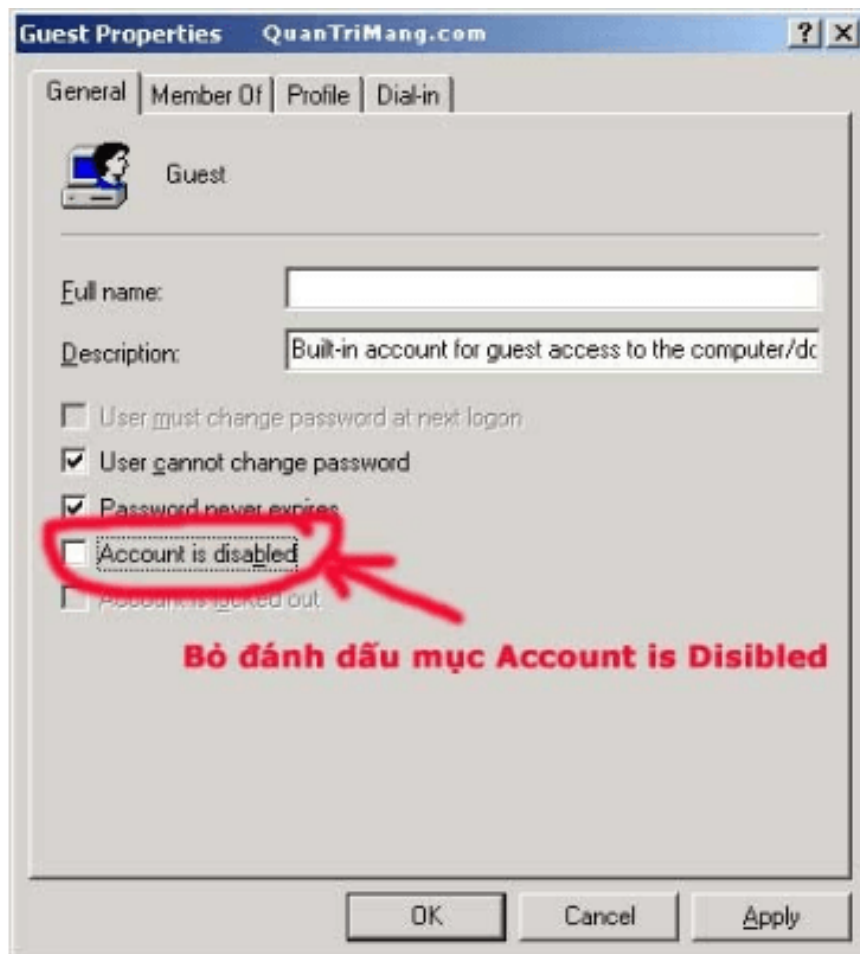 Guest Properties QuanTriMang.com
General Member Of Profile Dial-in
Guest
Full name:
Description: Built-in account for guest access to the computer/dc
User must change password at next logon
User cannot change password
Password never expires
Account is disabled
Account is locked out
Bỏ đánh dấu mục Account is Disibled
OK Cancel Apply